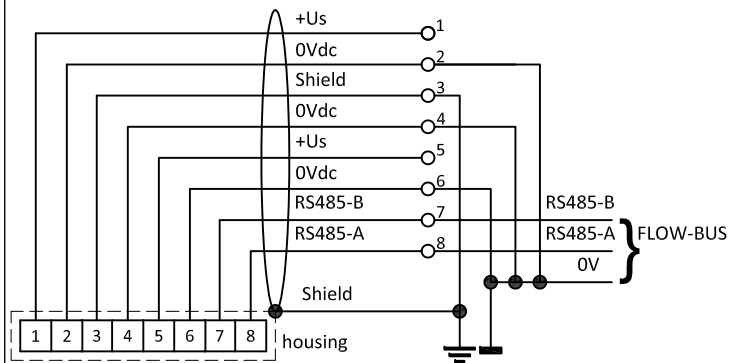 +Us 1
0Vdc 2
Shield 3
0Vdc 4
+Us 5
0Vdc 6
RS485-B 7 RS485-B
RS485-A 8 RS485-A FLOW-BUS
0V
Shield
1 2 3 4 5 6 7 8 housing